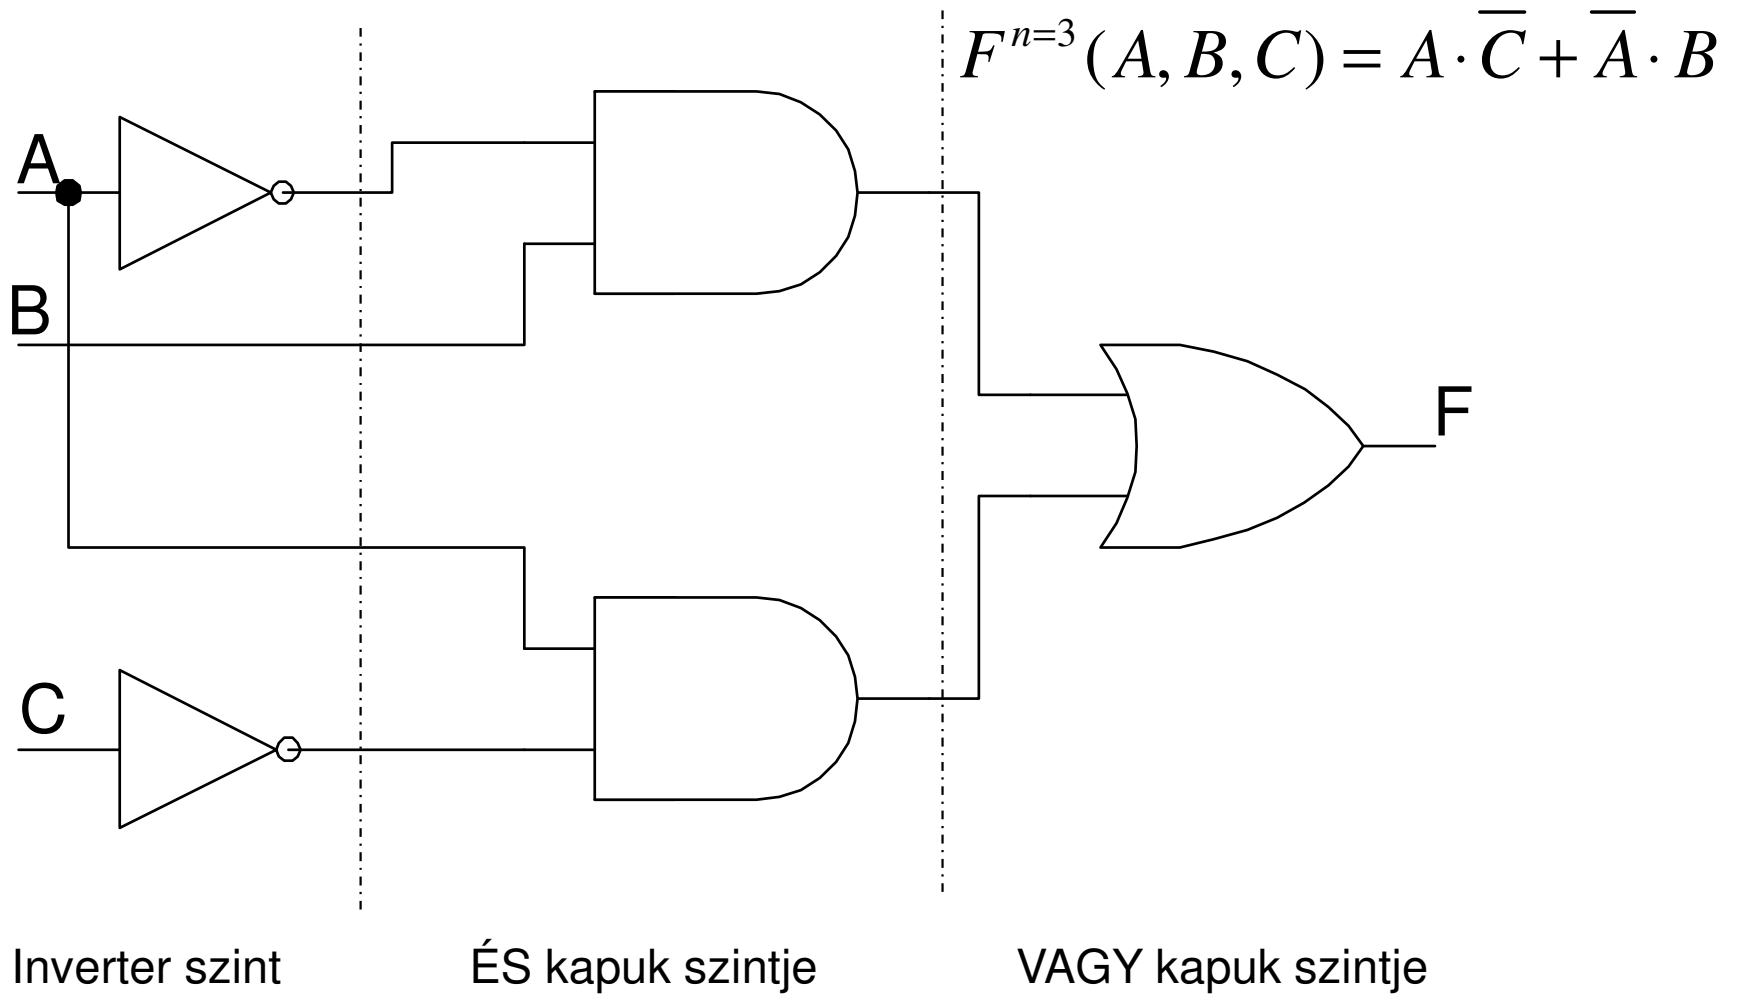 F^{n=3}(A, B, C) = A · C̅ + A̅ · B
A
B
C
F
Inverter szint
ÉS kapuk szintje
VAGY kapuk szintje